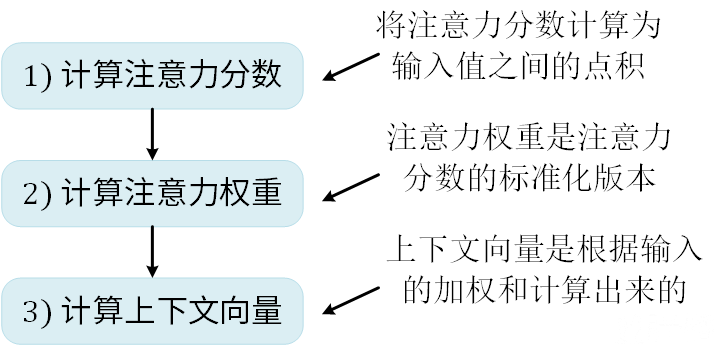 将注意力分数计算为
输入值之间的点积
1) 计算注意力分数
注意力权重是注意力
分数的标准化版本
2) 计算注意力权重
上下文向量是根据输入
的加权和计算出来的
3) 计算上下文向量